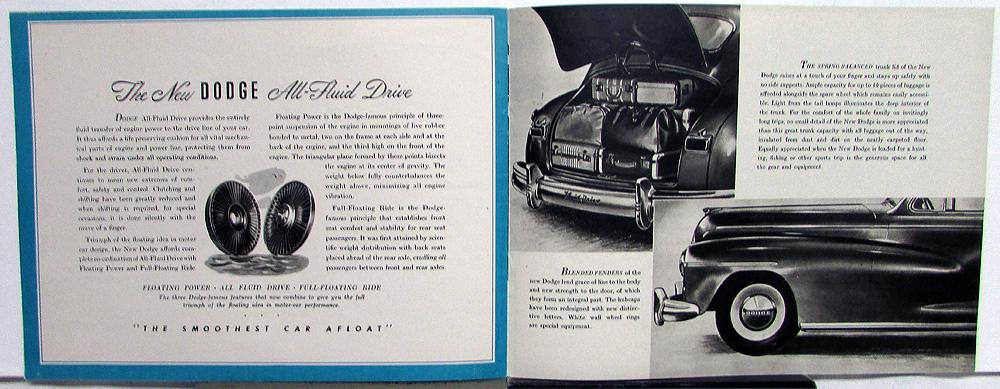 The New DODGE All-Fluid Drive
DODGE All-Fluid Drive provides the entirely
fluid transfer of engine power to the drive line of your car.
It thus affords a life preserving cushion for all vital mechan-
ical parts of engine and power line, protecting them from
shock and strain under all operating conditions.
For the driver, All-Fluid Drive con-
tinues to mean new extremes of com-
fort, safety and control. Clutching and
shifting have been greatly reduced and
when shifting is required, for special
occasions, it is done silently with the
move of a finger.
Triumph of the floating idea in motor
car design, the New Dodge affords com-
plete co-ordination of All-Fluid Drive with
Floating Power and Full-Floating Ride.
Floating Power is the Dodge-famous principle of three-
point suspension of the engine in mountings of live rubber
bonded to metal, two on the frame at each side and at the
back of the engine, and the third high on the front of the
engine. The triangular plane formed by these points bisects
the engine at its center of gravity. The
weight below fully counterbalances the
weight above, minimizing all engine
vibration.
Full-Floating Ride is the Dodge-
famous principle that establishes front
seat comfort and stability for rear seat
passengers. It was first attained by scien-
tific weight distribution with back seats
placed ahead of the rear axle, cradling all
passengers between front and rear axles.
FLOATING POWER · ALL FLUID DRIVE · FULL-FLOATING RIDE
The three Dodge-famous features that now combine to give you the full
triumph of the floating idea in motor-car performance.
"THE SMOOTHEST CAR AFLOAT"
Fluid Drive
THE SPRING-BALANCED trunk lid of the New
Dodge raises at a touch of your finger and stays up safely with
no side supports. Ample capacity for up to 10 pieces of luggage is
afforded alongside the spare wheel which remains easily accessi-
ble. Light from the tail lamps illuminates the deep interior of
the trunk. For the comfort of the whole family on invitingly
long trips, no small detail of the New Dodge is more appreciated
than this great trunk capacity with all luggage out of the way,
insulated from dust and dirt on the neatly carpeted floor.
Equally appreciated when the New Dodge is loaded for a hunt-
ing, fishing or other sports trip is the generous space for all
the gear and equipment.
BLENDED FENDERS of the
new Dodge lend grace of line to the body
and new strength to the door, of which
they form an integral part. The hubcaps
have been redesigned with new distinc-
tive letters. White wall wheel rings
are special equipment.
DODGE